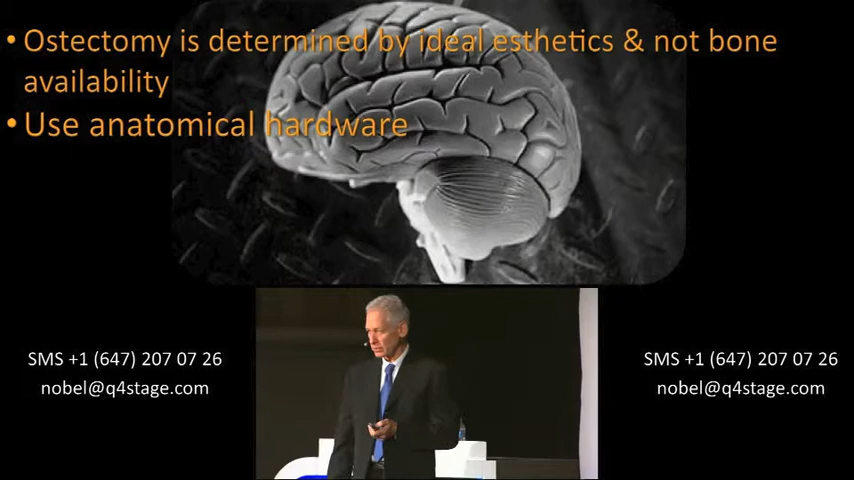 • Ostectomy is determined by ideal esthetics & not bone
availability
• Use anatomical hardware
SMS +1 (647) 207 07 26
nobel@q4stage.com
SMS +1 (647) 207 07 26
nobel@q4stage.com